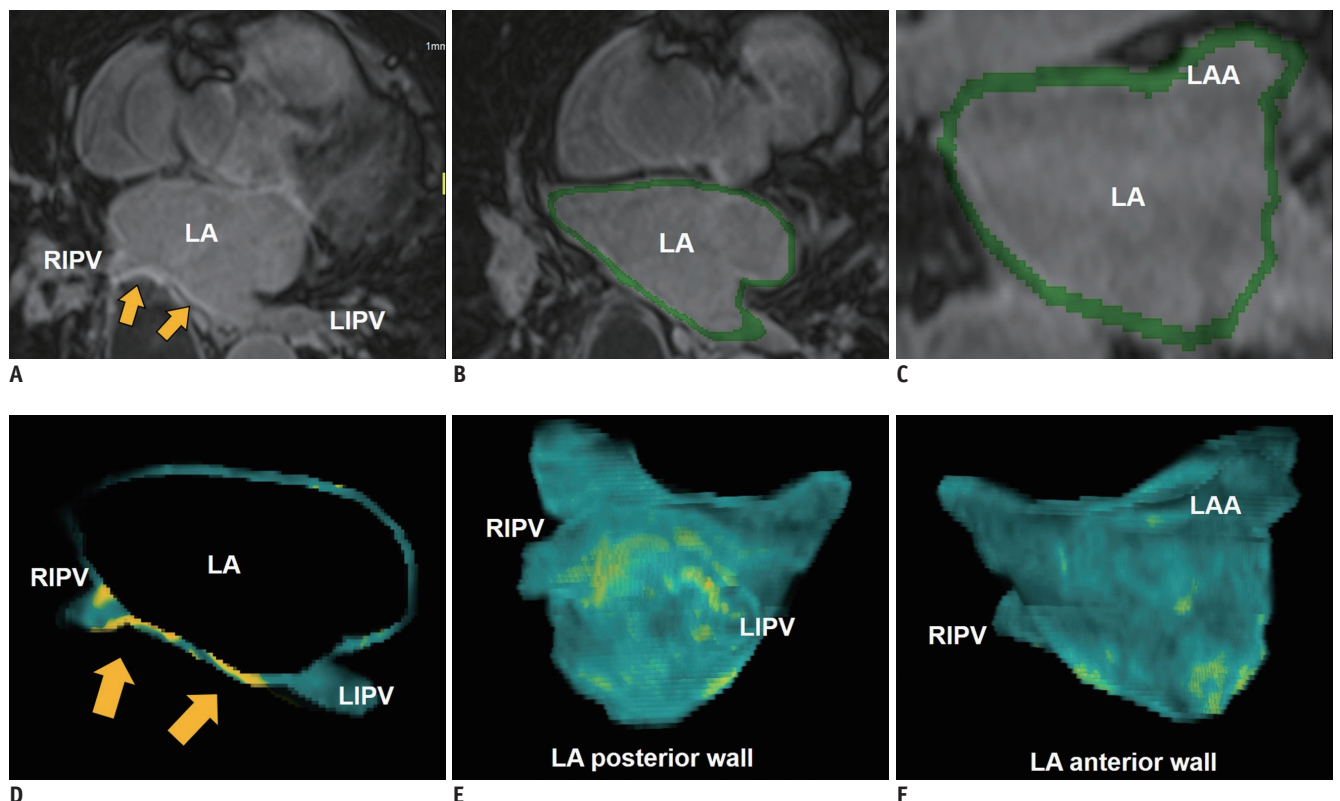 1mm
LA
RIPV
LIPV
A
LA
B
LAA
LA
C
RIPV
LA
LIPV
D
RIPV
LIPV
LA posterior wall
E
LAA
RIPV
LA anterior wall
F